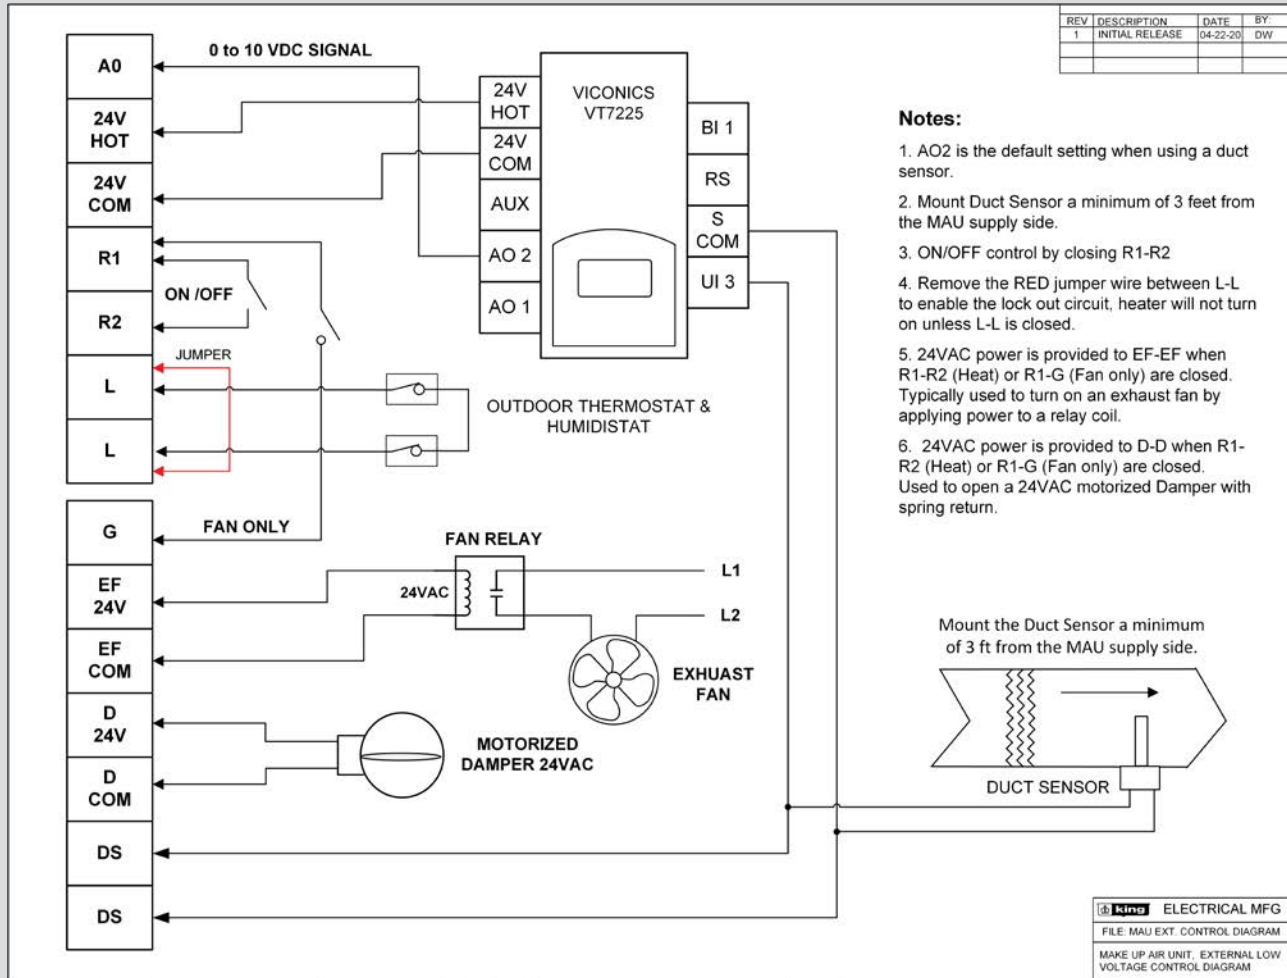 REV DESCRIPTION DATE BY:
1 INITIAL RELEASE 04-22-20 DW
A0
24V
HOT
24V
COM
R1
R2
L
L
G
EF
24V
EF
COM
D
24V
D
COM
DS
DS
0 to 10 VDC SIGNAL
ON /OFF
JUMPER
FAN ONLY
24V
HOT
24V
COM
AUX
AO 2
AO 1
VICONICS
VT7225
BI 1
RS
S
COM
UI 3
OUTDOOR THERMOSTAT &
HUMIDISTAT
FAN RELAY
24VAC
L1
L2
EXHUAST
FAN
MOTORIZED
DAMPER 24VAC
Notes:
1. AO2 is the default setting when using a duct
sensor.
2. Mount Duct Sensor a minimum of 3 feet from
the MAU supply side.
3. ON/OFF control by closing R1-R2
4. Remove the RED jumper wire between L-L
to enable the lock out circuit, heater will not turn
on unless L-L is closed.
5. 24VAC power is provided to EF-EF when
R1-R2 (Heat) or R1-G (Fan only) are closed.
Typically used to turn on an exhaust fan by
applying power to a relay coil.
6. 24VAC power is provided to D-D when R1-
R2 (Heat) or R1-G (Fan only) are closed.
Used to open a 24VAC motorized Damper with
spring return.
Mount the Duct Sensor a minimum
of 3 ft from the MAU supply side.
DUCT SENSOR
king ELECTRICAL MFG
FILE: MAU EXT. CONTROL DIAGRAM
MAKE UP AIR UNIT, EXTERNAL LOW
VOLTAGE CONTROL DIAGRAM